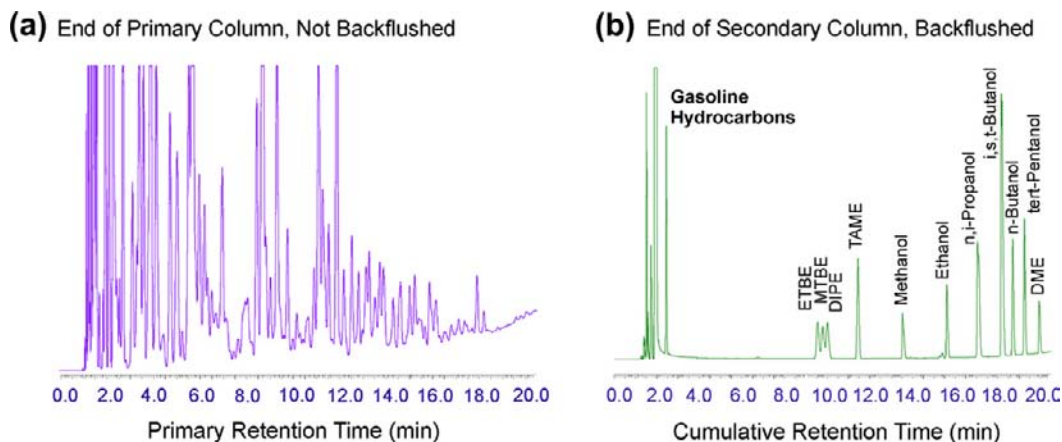 (a) End of Primary Column, Not Backflushed
0.0 2.0 4.0 6.0 8.0 10.0 12.0 14.0 16.0 18.0 20.0
Primary Retention Time (min)
(b) End of Secondary Column, Backflushed
Gasoline
Hydrocarbons
ETBE
MTBE
DIPE
TAME
Methanol
Ethanol
n,i-Propanol
i,s,t-Butanol
n-Butanol
tert-Pentanol
DME
0.0 2.0 4.0 6.0 8.0 10.0 12.0 14.0 16.0 18.0 20.0
Cumulative Retention Time (min)